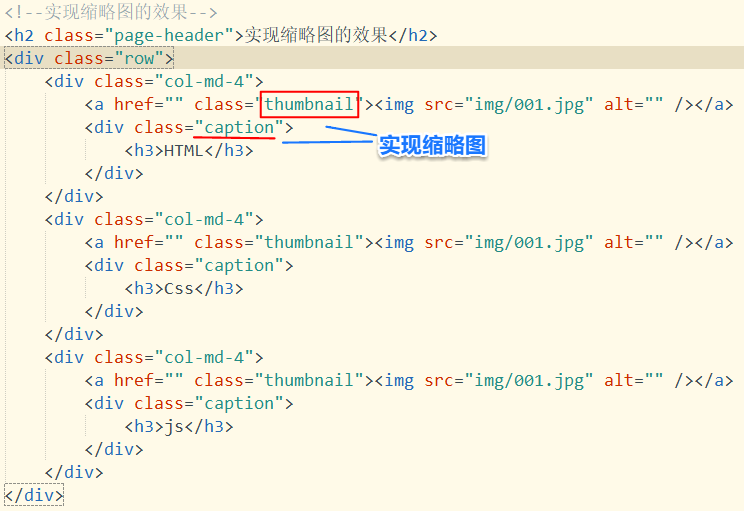 <!--实现缩略图的效果-->
<h2 class="page-header">实现缩略图的效果</h2>
<div class="row">
    <div class="col-md-4">
        <a href="" class="thumbnail"><img src="img/001.jpg" alt="" /></a>
        <div class="caption">
            <h3>HTML</h3>
        </div>
    </div>
    <div class="col-md-4">
        <a href="" class="thumbnail"><img src="img/001.jpg" alt="" /></a>
        <div class="caption">
            <h3>Css</h3>
        </div>
    </div>
    <div class="col-md-4">
        <a href="" class="thumbnail"><img src="img/001.jpg" alt="" /></a>
        <div class="caption">
            <h3>js</h3>
        </div>
    </div>
</div>
实现缩略图